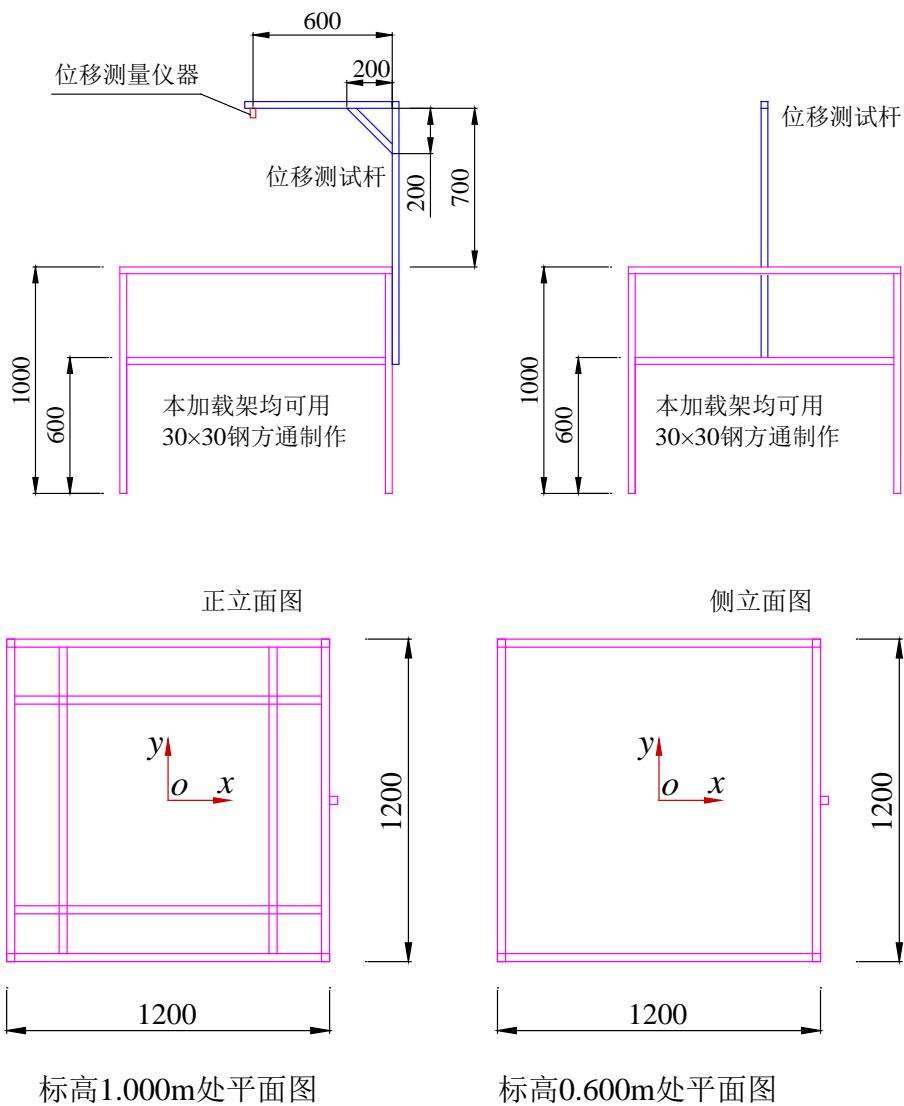 600
位移测量仪器
200
位移测试杆
位移测试杆
200
700
1000
600
本加载架均可用
30×30钢方通制作
1000
600
本加载架均可用
30×30钢方通制作
正立面图
侧立面图
y
o x
1200
y
o x
1200
1200
1200
标高1.000m处平面图
标高0.600m处平面图